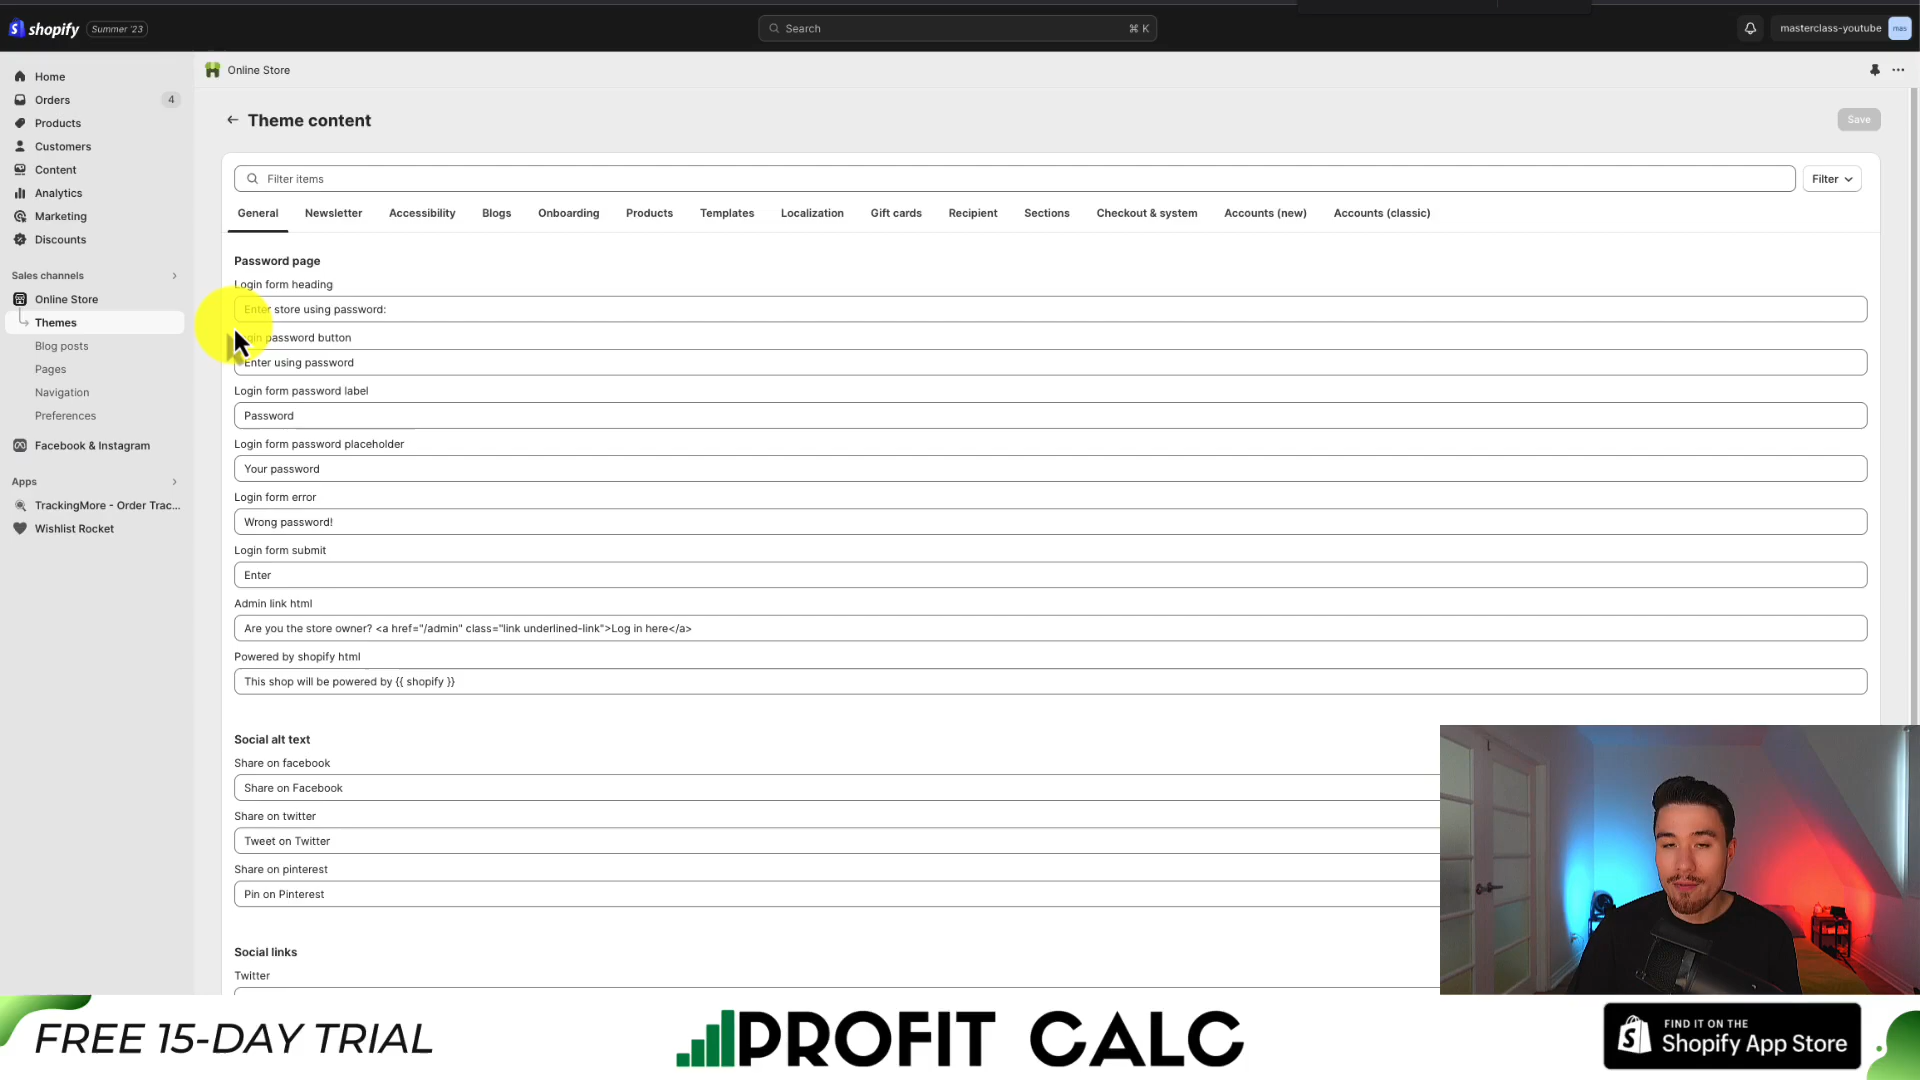 shopify Summer '23
Search ⌘ K
masterclass-youtube mas
Home
Orders 4
Products
Customers
Content
Analytics
Marketing
Discounts
Sales channels
Online Store
Themes
Blog posts
Pages
Navigation
Preferences
Facebook & Instagram
Apps
TrackingMore - Order Trac...
Wishlist Rocket
Online Store
Theme content
Save
Filter items
Filter
General Newsletter Accessibility Blogs Onboarding Products Templates Localization Gift cards Recipient Sections Checkout & system Accounts (new) Accounts (classic)
Password page
Login form heading
Enter store using password:
password button
Enter using password
Login form password label
Password
Login form password placeholder
Your password
Login form error
Wrong password!
Login form submit
Enter
Admin link html
Are you the store owner? <a href="/admin" class="link underlined-link">Log in here</a>
Powered by shopify html
This shop will be powered by {{ shopify }}
Social alt text
Share on facebook
Share on Facebook
Share on twitter
Tweet on Twitter
Share on pinterest
Pin on Pinterest
Social links
Twitter
FREE 15-DAY TRIAL
PROFIT CALC
FIND IT ON THE
Shopify App Store